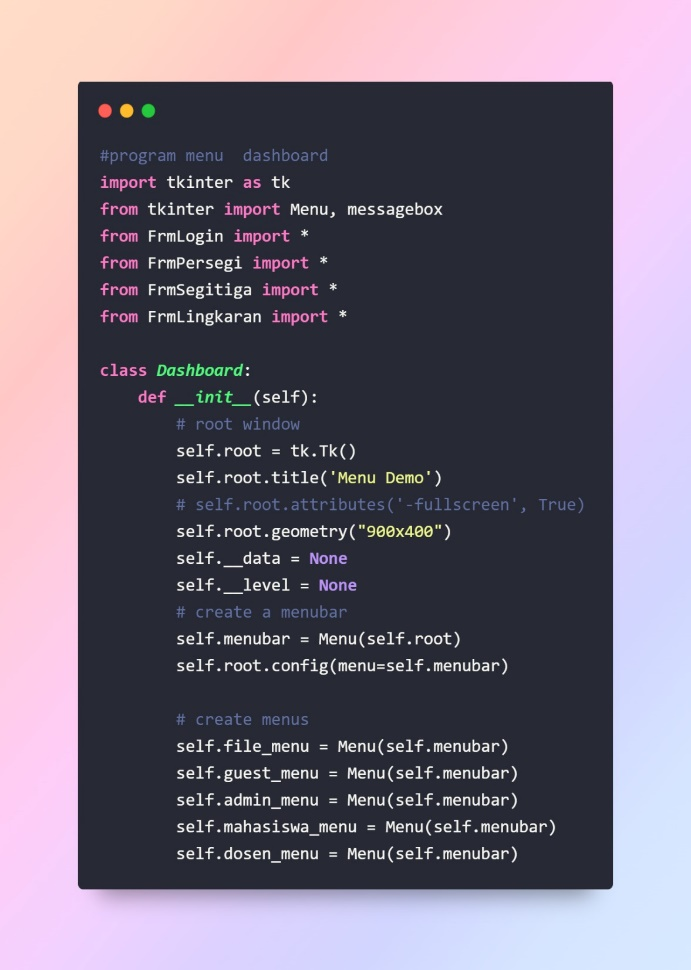 #program menu  dashboard
import tkinter as tk
from tkinter import Menu, messagebox
from FrmLogin import *
from FrmPersegi import *
from FrmSegitiga import *
from FrmLingkaran import *

class Dashboard:
    def __init__(self):
        # root window
        self.root = tk.Tk()
        self.root.title('Menu Demo')
        # self.root.attributes('-fullscreen', True)
        self.root.geometry("900x400")
        self.__data = None
        self.__level = None
        # create a menubar
        self.menubar = Menu(self.root)
        self.root.config(menu=self.menubar)

        # create menus
        self.file_menu = Menu(self.menubar)
        self.guest_menu = Menu(self.menubar)
        self.admin_menu = Menu(self.menubar)
        self.mahasiswa_menu = Menu(self.menubar)
        self.dosen_menu = Menu(self.menubar)